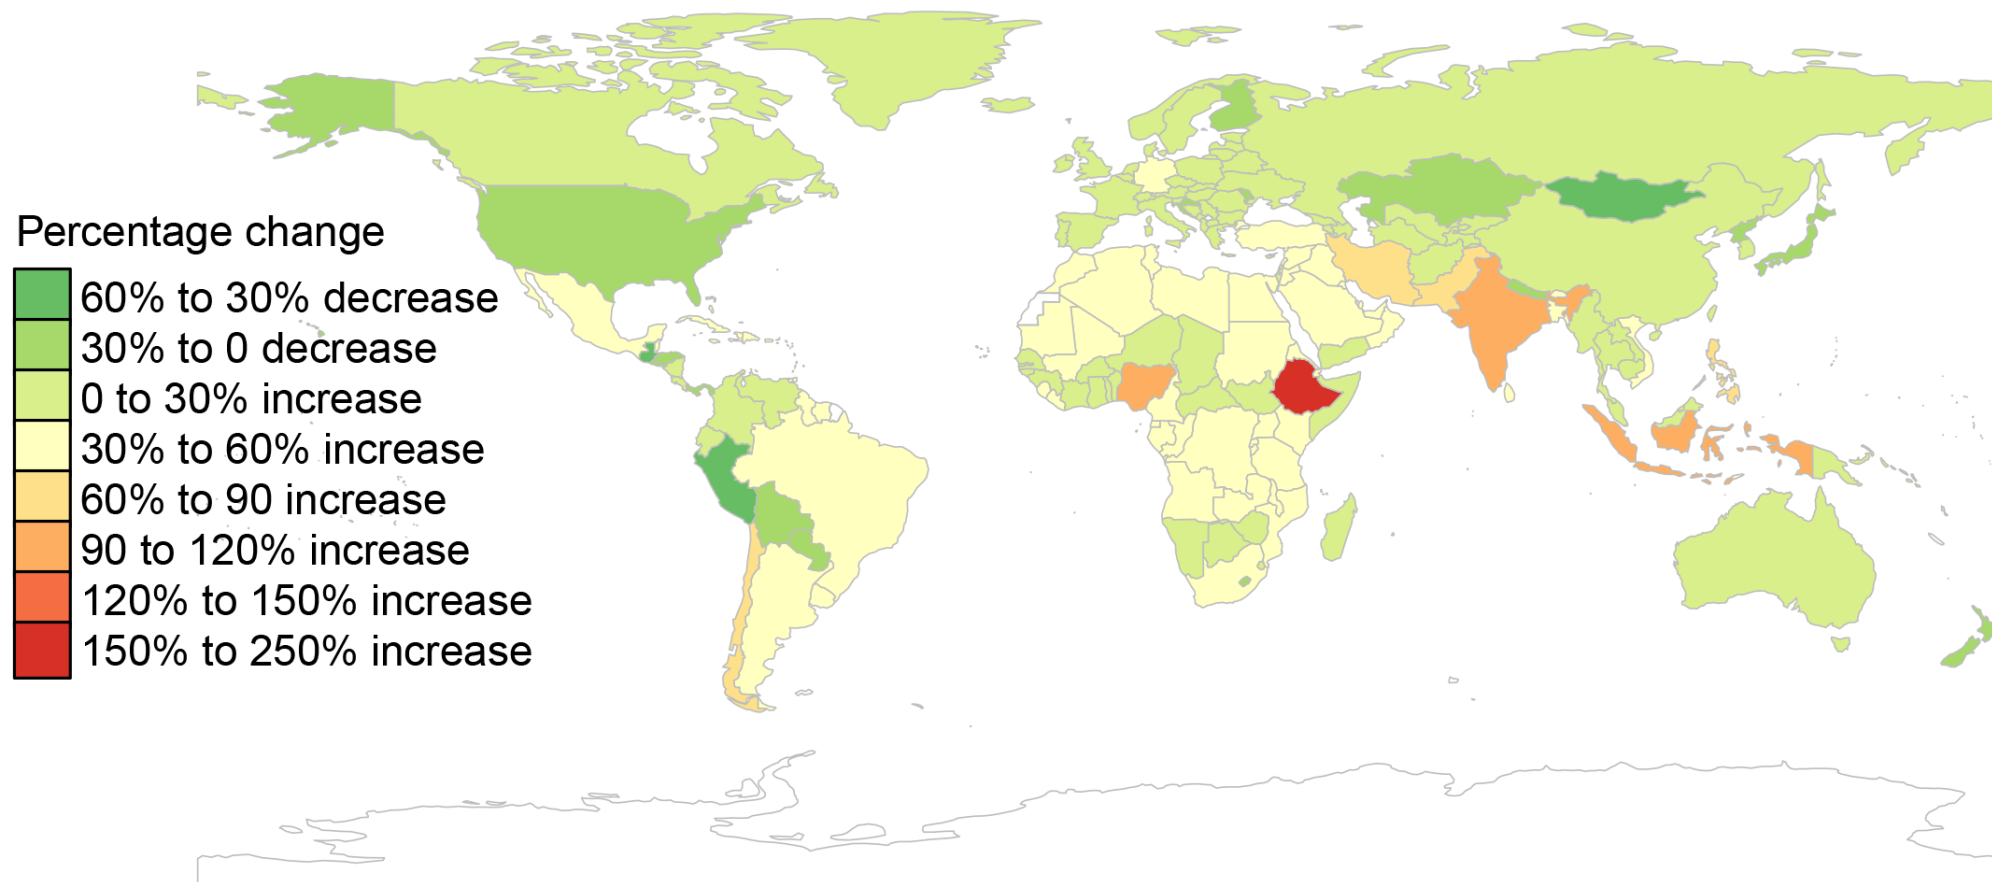 Percentage change
60% to 30% decrease
30% to 0 decrease
0 to 30% increase
30% to 60% increase
60% to 90 increase
90 to 120% increase
120% to 150% increase
150% to 250% increase